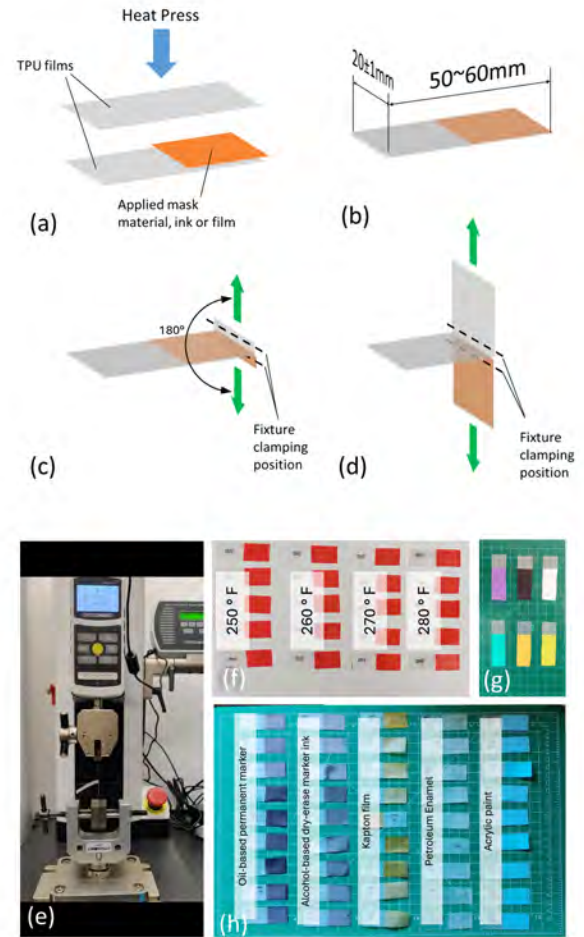 Heat Press
TPU films
Applied mask
material, ink or film
(a)
20±1mm
50~60mm
(b)
180°
Fixture
clamping
position
(c)
Fixture
clamping
position
(d)
(e)
250 ° F
260 ° F
270 ° F
280 ° F
(f)
(g)
Oil-based permanent marker
Alcohol-based dry-erase marker ink
Kapton film
Petroleum Enamel
Acrylic paint
(h)